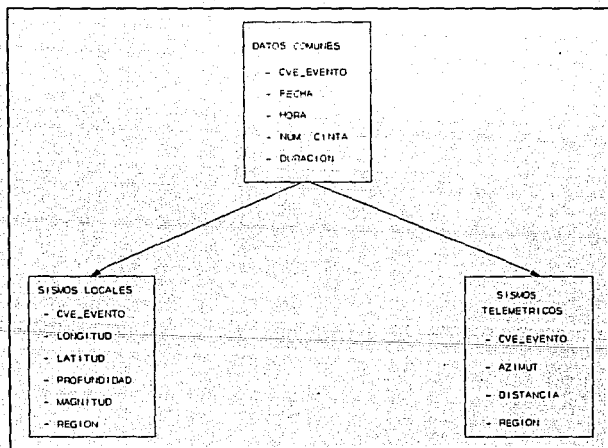 DATOS COMUNES
- CVE_EVENTO
- FECHA
- HORA
- NUM CINTA
- DURACION
SISMOS LOCALES
- CVE_EVENTO
- LONGITUD
- LATITUD
- PROFUNDIDAD
- MAGNITUD
- REGION
SISMOS
TELEMETRICOS
- CVE_EVENTO
- AZIMUT
- DISTANCIA
- REGION